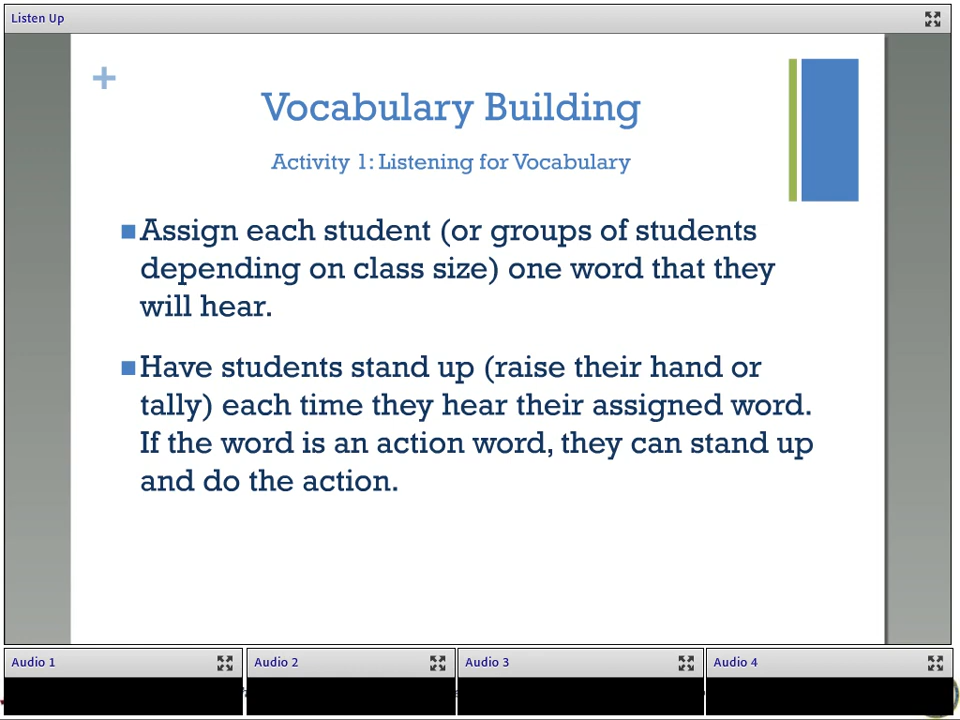 Listen Up
+
Vocabulary Building
Activity 1: Listening for Vocabulary
Assign each student (or groups of students
depending on class size) one word that they
will hear.
Have students stand up (raise their hand or
tally) each time they hear their assigned word.
If the word is an action word, they can stand up
and do the action.
Audio 1
Audio 2
Audio 3
Audio 4